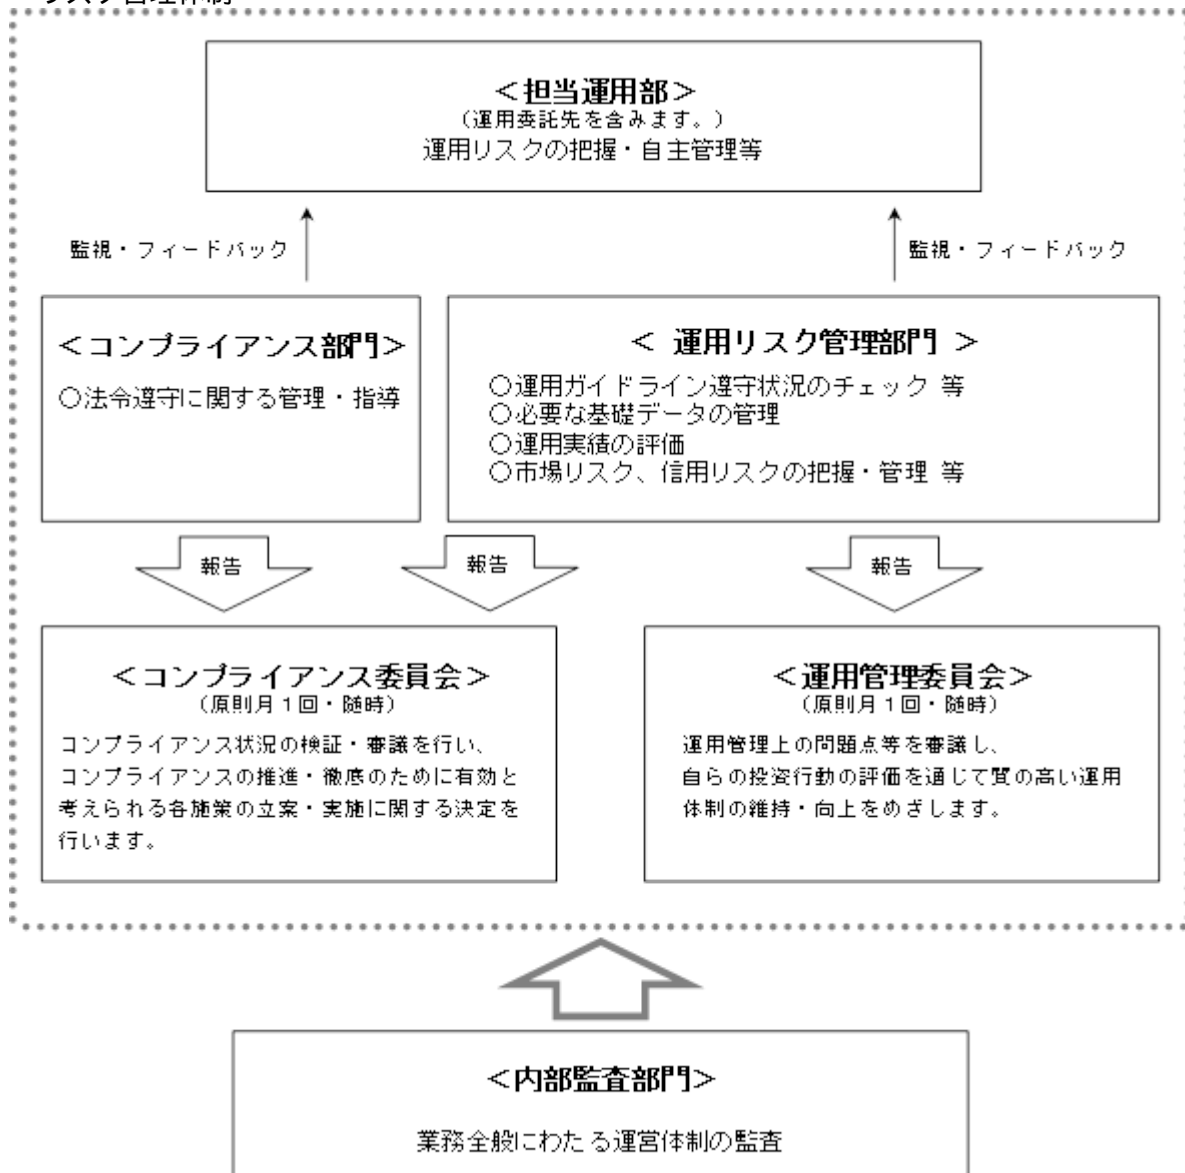 リスク管理体制
＜担当運用部＞
（運用委託先を含みます。）
運用リスクの把握・自主管理等
監視・フィードバック
監視・フィードバック
＜コンプライアンス部門＞
○法令遵守に関する管理・指導
＜ 運用リスク管理部門 ＞
○運用ガイドライン遵守状況のチェック 等
○必要な基礎データの管理
○運用実績の評価
○市場リスク、信用リスクの把握・管理 等
報告
報告
報告
＜コンプライアンス委員会＞
（原則月１回・随時）
コンプライアンス状況の検証・審議を行い、
コンプライアンスの推進・徹底のために有効と
考えられる各施策の立案・実施に関する決定を
行います。
＜運用管理委員会＞
（原則月１回・随時）
運用管理上の問題点等を審議し、
自らの投資行動の評価を通じて質の高い運用
体制の維持・向上をめざします。
＜内部監査部門＞
業務全般にわたる運営体制の監査